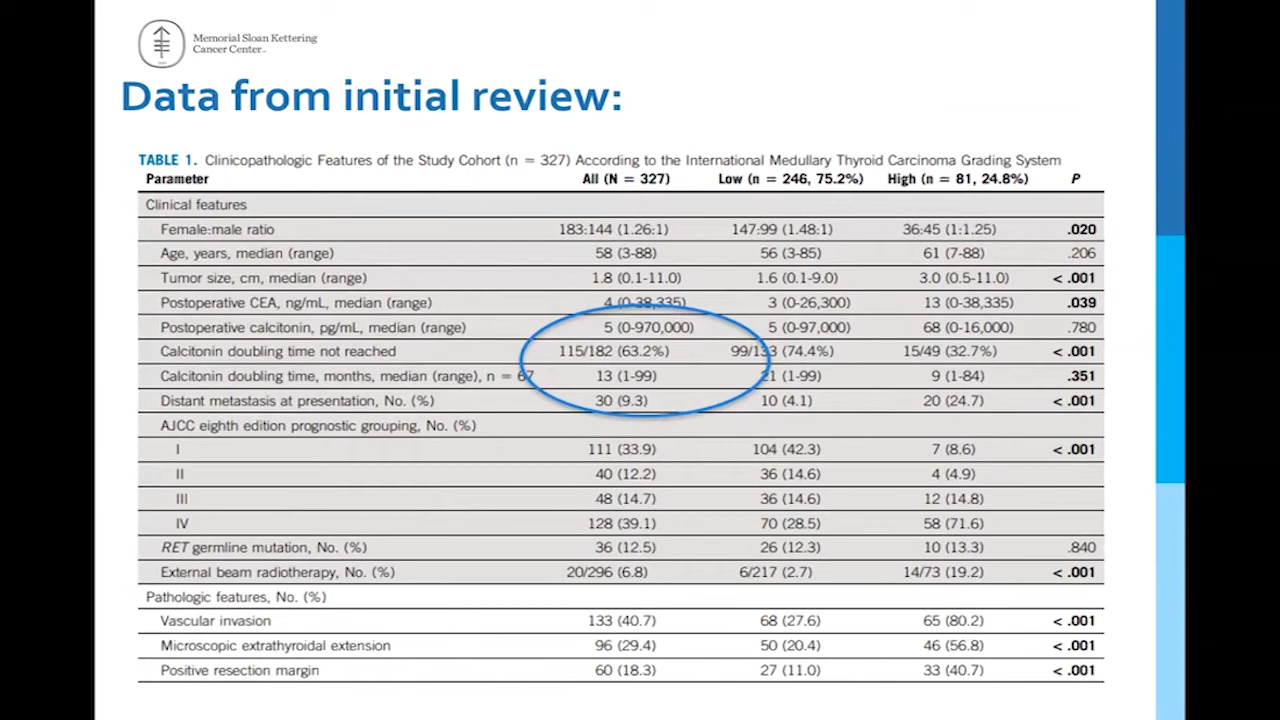 Memorial Sloan Kettering
Cancer Center
Data from initial review:
TABLE 1. Clinicopathologic Features of the Study Cohort (n = 327) According to the International Medullary Thyroid Carcinoma Grading System
Parameter All (N = 327) Low (n = 246, 75.2%) High (n = 81, 24.8%) P
Clinical features
Female:male ratio 183:144 (1.26:1) 147:99 (1.48:1) 36:45 (1:1.25) .020
Age, years, median (range) 58 (3-88) 56 (3-85) 61 (7-88) .206
Tumor size, cm, median (range) 1.8 (0.1-11.0) 1.6 (0.1-9.0) 3.0 (0.5-11.0) < .001
Postoperative CEA, ng/mL, median (range) 4 (0-38,335) 3 (0-26,300) 13 (0-38,335) .039
Postoperative calcitonin, pg/mL, median (range) 5 (0-970,000) 5 (0-97,000) 68 (0-16,000) .780
Calcitonin doubling time not reached 115/182 (63.2%) 99/133 (74.4%) 15/49 (32.7%) < .001
Calcitonin doubling time, months, median (range), n = 67 13 (1-99) 21 (1-99) 9 (1-84) .351
Distant metastasis at presentation, No. (%) 30 (9.3) 10 (4.1) 20 (24.7) < .001
AJCC eighth edition prognostic grouping, No. (%)
I 111 (33.9) 104 (42.3) 7 (8.6) < .001
II 40 (12.2) 36 (14.6) 4 (4.9)
III 48 (14.7) 36 (14.6) 12 (14.8)
IV 128 (39.1) 70 (28.5) 58 (71.6)
RET germline mutation, No. (%) 36 (12.5) 26 (12.3) 10 (13.3) .840
External beam radiotherapy, No. (%) 20/296 (6.8) 6/217 (2.7) 14/73 (19.2) < .001
Pathologic features, No. (%)
Vascular invasion 133 (40.7) 68 (27.6) 65 (80.2) < .001
Microscopic extrathyroidal extension 96 (29.4) 50 (20.4) 46 (56.8) < .001
Positive resection margin 60 (18.3) 27 (11.0) 33 (40.7) < .001